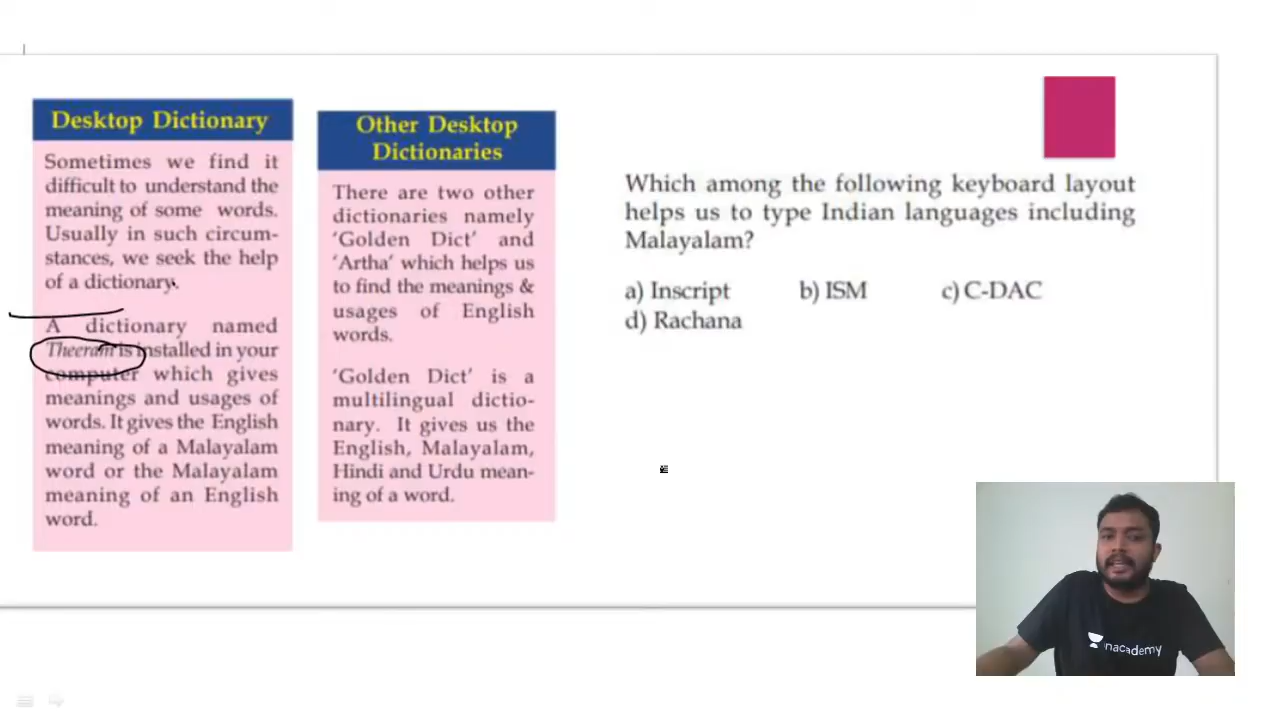 Desktop Dictionary
Sometimes we find it
difficult to understand the
meaning of some words.
Usually in such circum-
stances, we seek the help
of a dictionary.
A dictionary named
Theeram is installed in your
computer which gives
meanings and usages of
words. It gives the English
meaning of a Malayalam
word or the Malayalam
meaning of an English
word.
Other Desktop
Dictionaries
There are two other
dictionaries namely
‘Golden Dict’ and
‘Artha’ which helps us
to find the meanings &
usages of English
words.
‘Golden Dict’ is a
multilingual dictio-
nary. It gives us the
English, Malayalam,
Hindi and Urdu mean-
ing of a word.
Which among the following keyboard layout
helps us to type Indian languages including
Malayalam?
a) Inscript b) ISM c) C-DAC
d) Rachana
unacademy